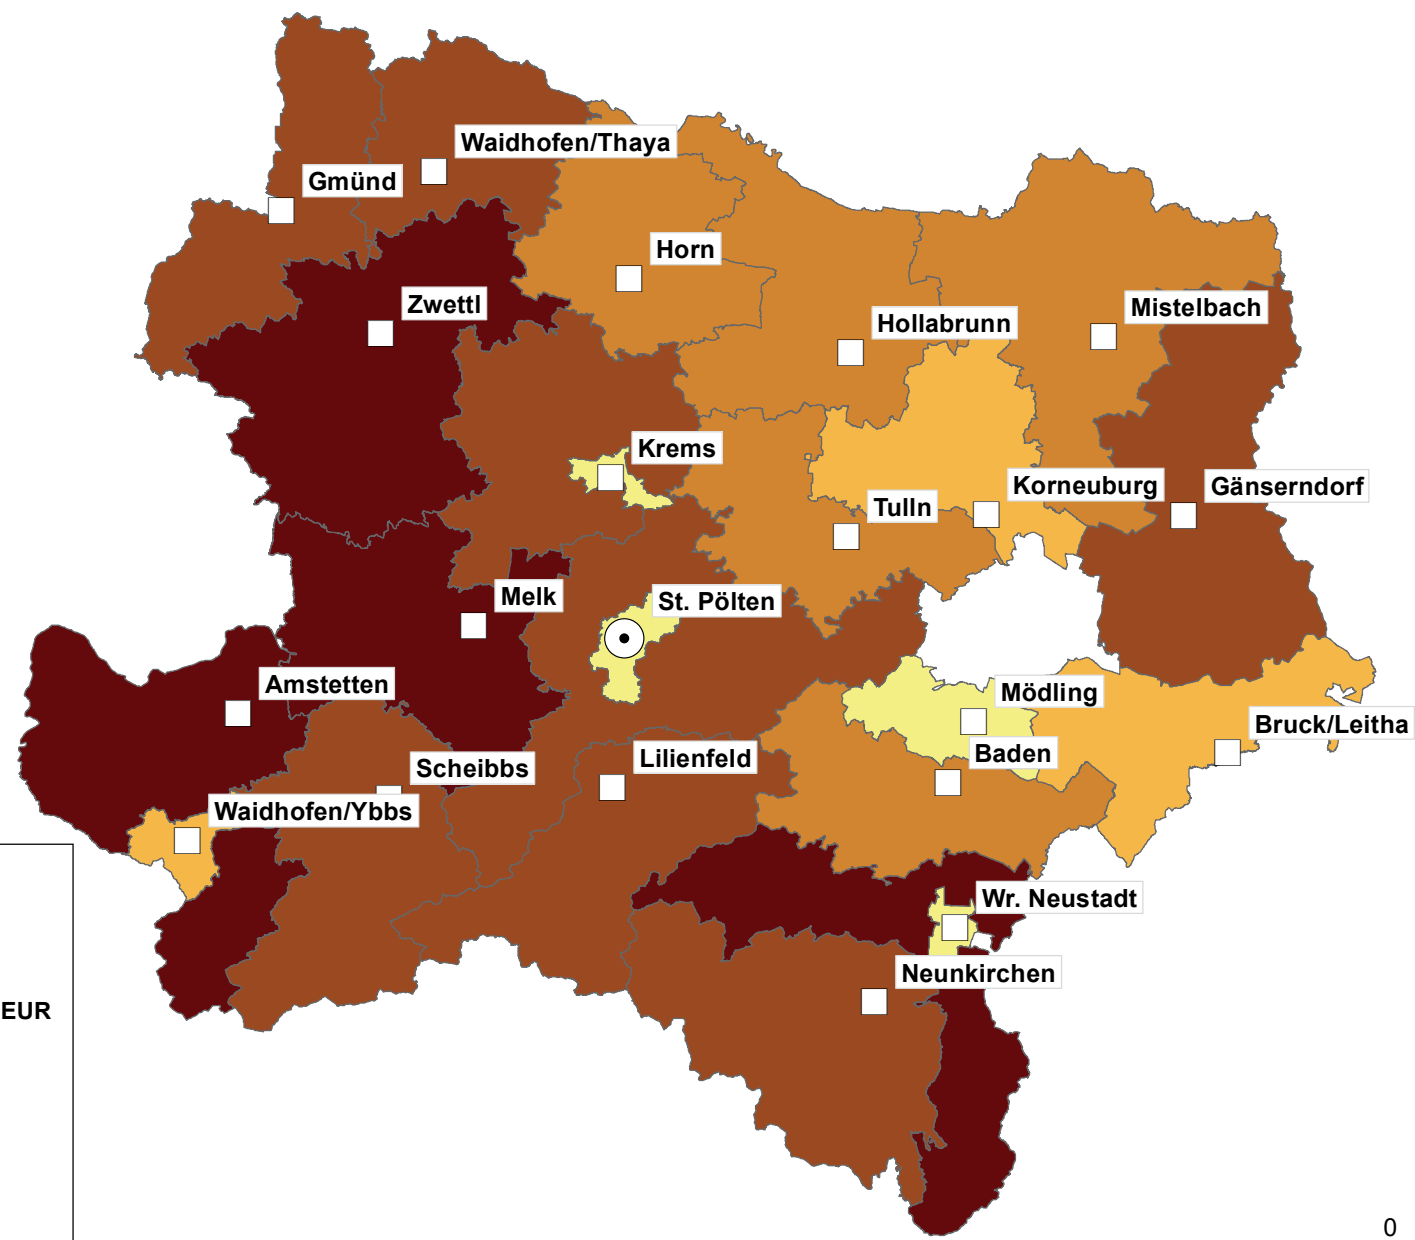 Waidhofen/Thaya
Gmünd
Horn
Zwettl
Mistelbach
Hollabrunn
Krems
Korneuburg
Gänserndorf
Tulln
Melk
St. Pölten
Amstetten
Mödling
Bruck/Leitha
Baden
Lilienfeld
Scheibbs
Waidhofen/Ybbs
Wr. Neustadt
Neunkirchen
EUR
0